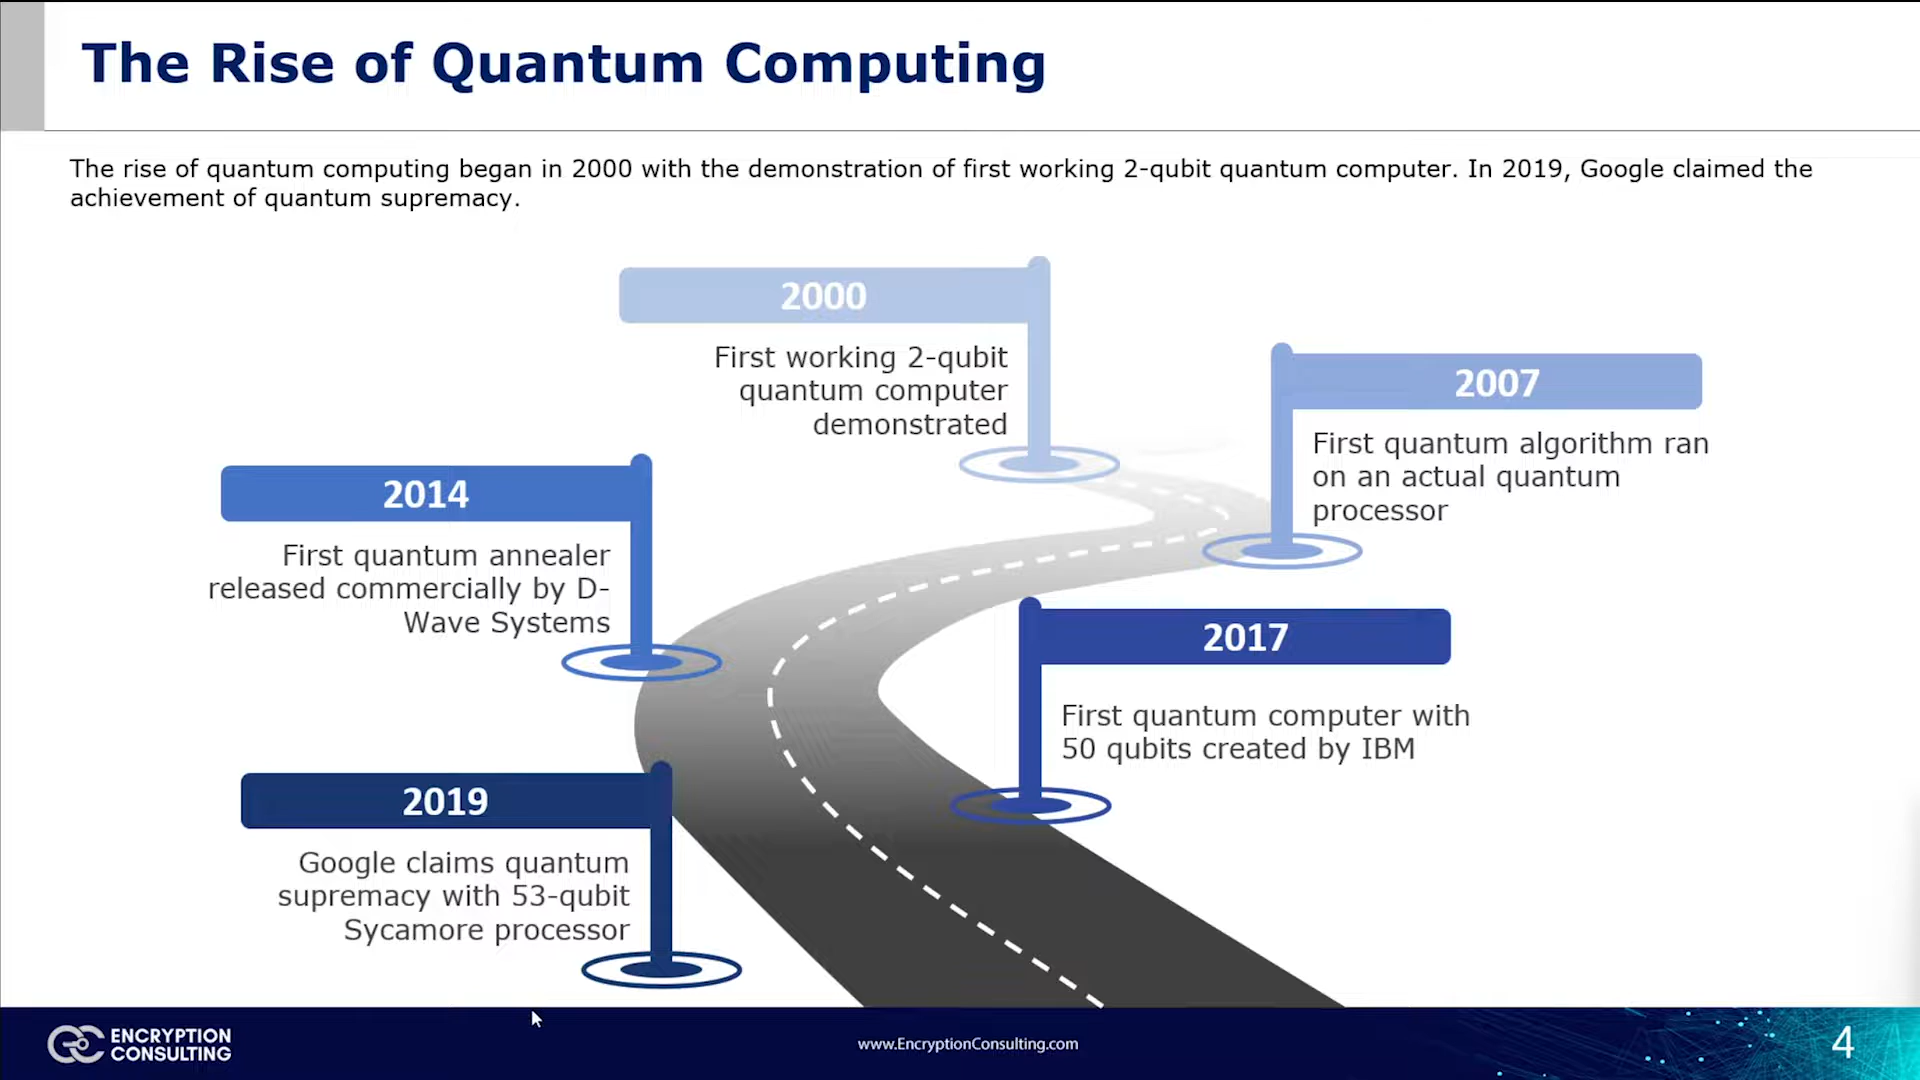 The Rise of Quantum Computing
The rise of quantum computing began in 2000 with the demonstration of first working 2-qubit quantum computer. In 2019, Google claimed the
achievement of quantum supremacy.
2000
First working 2-qubit
quantum computer
demonstrated
2007
First quantum algorithm ran
on an actual quantum
processor
2014
First quantum annealer
released commercially by D-
Wave Systems
2017
First quantum computer with
50 qubits created by IBM
2019
Google claims quantum
supremacy with 53-qubit
Sycamore processor
ENCRYPTION
CONSULTING
www.EncryptionConsulting.com
4